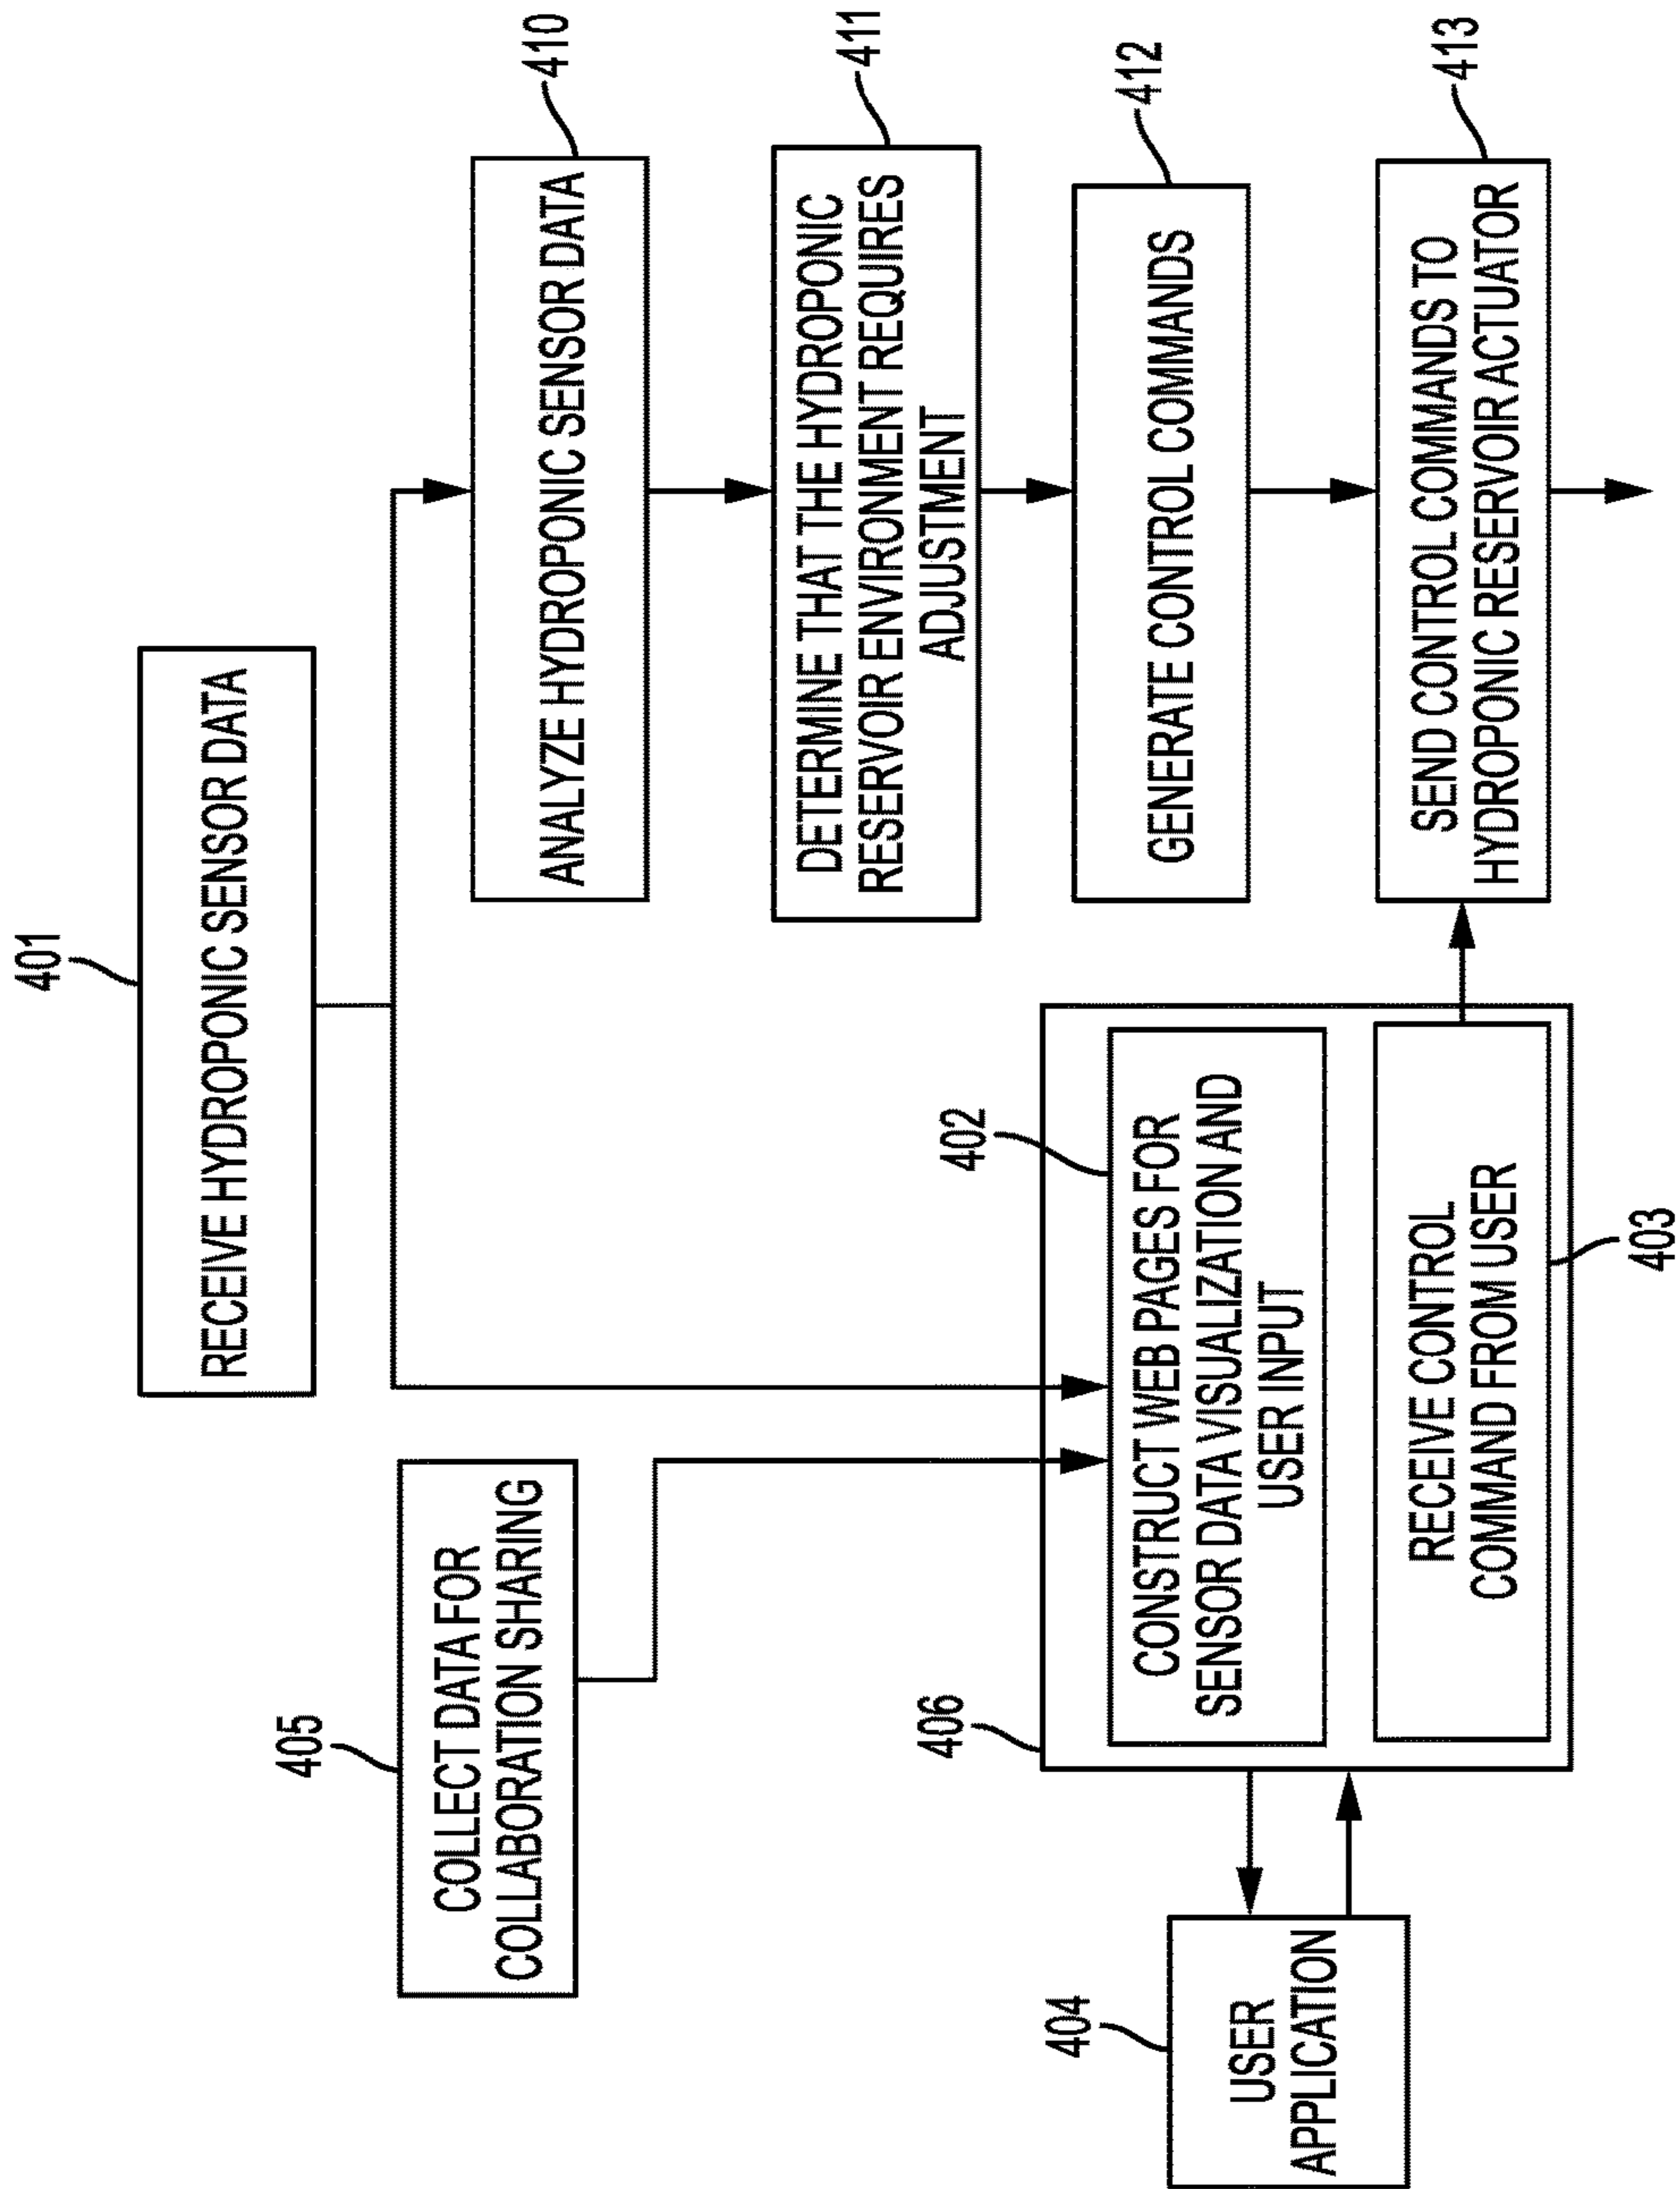 401
RECEIVE HYDROPONIC SENSOR DATA
405
COLLECT DATA FOR
COLLABORATION SHARING
410
ANALYZE HYDROPONIC SENSOR DATA
411
DETERMINE THAT THE HYDROPONIC
RESERVOIR ENVIRONMENT REQUIRES
ADJUSTMENT
412
GENERATE CONTROL COMMANDS
413
SEND CONTROL COMMANDS TO
HYDROPONIC RESERVOIR ACTUATOR
406
402
CONSTRUCT WEB PAGES FOR
SENSOR DATA VISUALIZATION AND
USER INPUT
RECEIVE CONTROL
COMMAND FROM USER
403
404
USER
APPLICATION